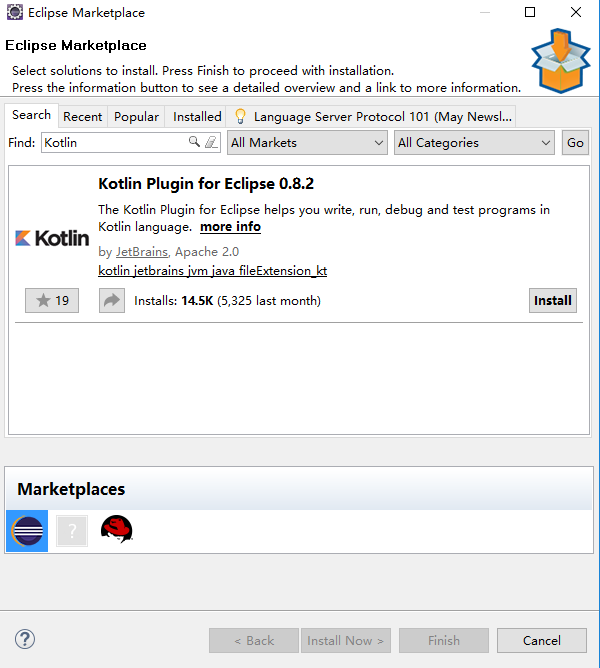 Eclipse Marketplace
Eclipse Marketplace
Select solutions to install. Press Finish to proceed with installation.
Press the information button to see a detailed overview and a link to more information.
Search Recent Popular Installed Language Server Protocol 101 (May Newsl...
Find: Kotlin All Markets All Categories Go
Kotlin Plugin for Eclipse 0.8.2
The Kotlin Plugin for Eclipse helps you write, run, debug and test programs in
Kotlin language. more info
Kotlin
by JetBrains, Apache 2.0
kotlin jetbrains jvm java fileExtension_kt
19 Installs: 14.5K (5,325 last month) Install
Marketplaces
?
? < Back Install Now > Finish Cancel